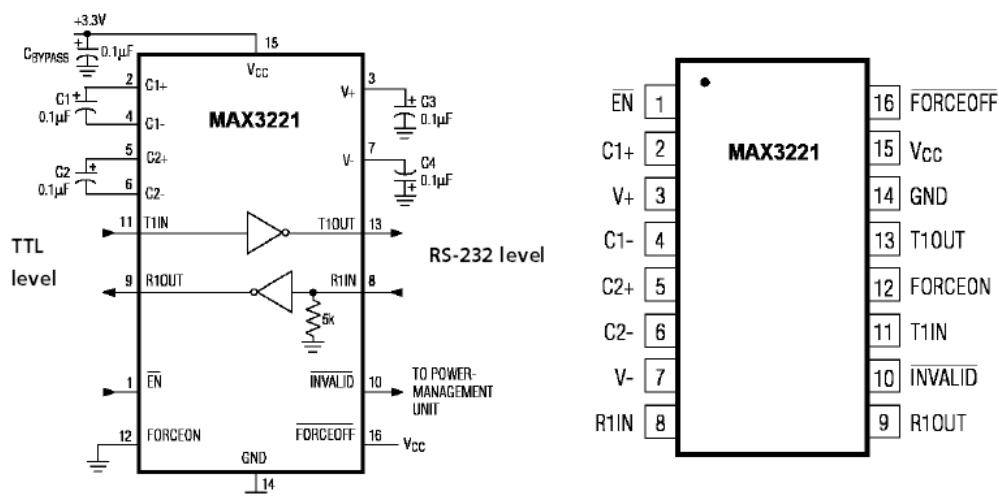 +3.3V
CBYPASS
+
0.1µF
15
VCC
2
C1+
C1
+
0.1µF
4
C1-
5
C2+
C2
+
0.1µF
6
C2-
MAX3221
3
V+
+
C3
0.1µF
7
V-
C4
+
0.1µF
TTL
level
11
T1IN
T1OUT
13
RS-232 level
9
R1OUT
R1IN
8
5k
1
EN
INVALID
10
TO POWER-
MANAGEMENT
UNIT
12
FORCEON
FORCEOFF
16
VCC
GND
14
MAX3221
EN 1
C1+ 2
V+ 3
C1- 4
C2+ 5
C2- 6
V- 7
R1IN 8
16 FORCEOFF
15 VCC
14 GND
13 T1OUT
12 FORCEON
11 T1IN
10 INVALID
9 R1OUT